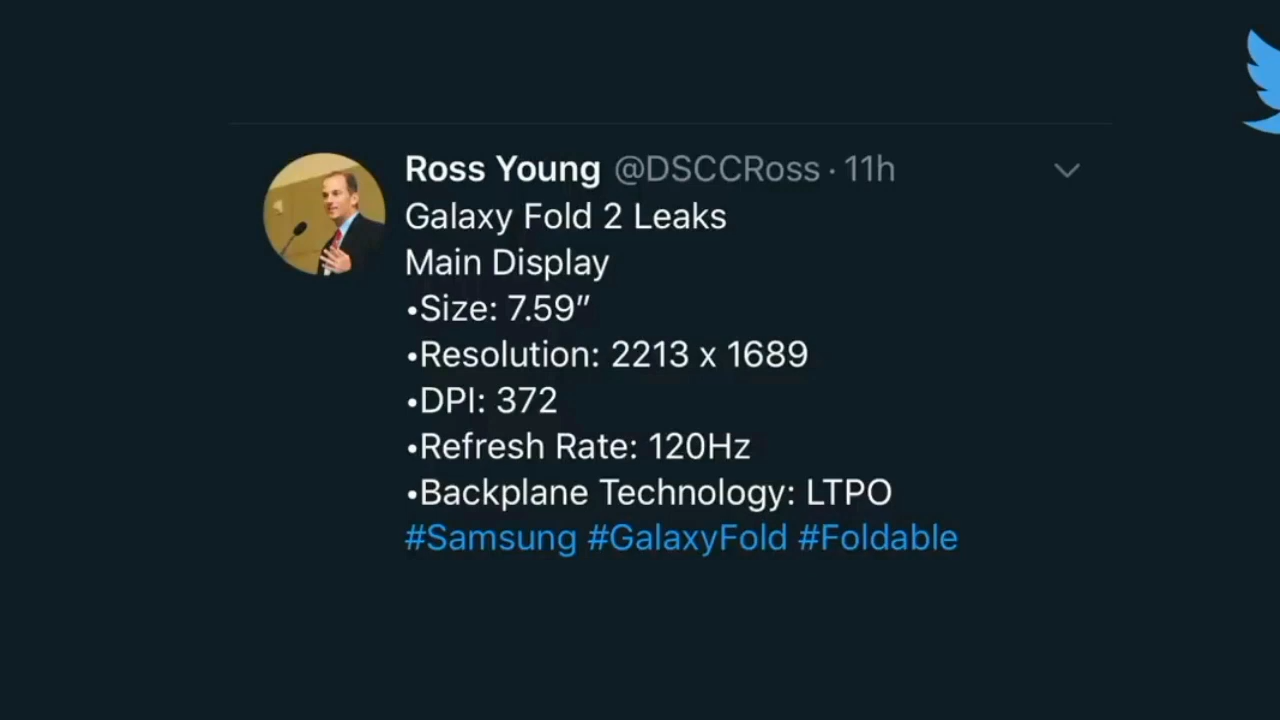 Ross Young @DSCCRoss · 11h
Galaxy Fold 2 Leaks
Main Display
•Size: 7.59”
•Resolution: 2213 x 1689
•DPI: 372
•Refresh Rate: 120Hz
•Backplane Technology: LTPO
#Samsung #GalaxyFold #Foldable